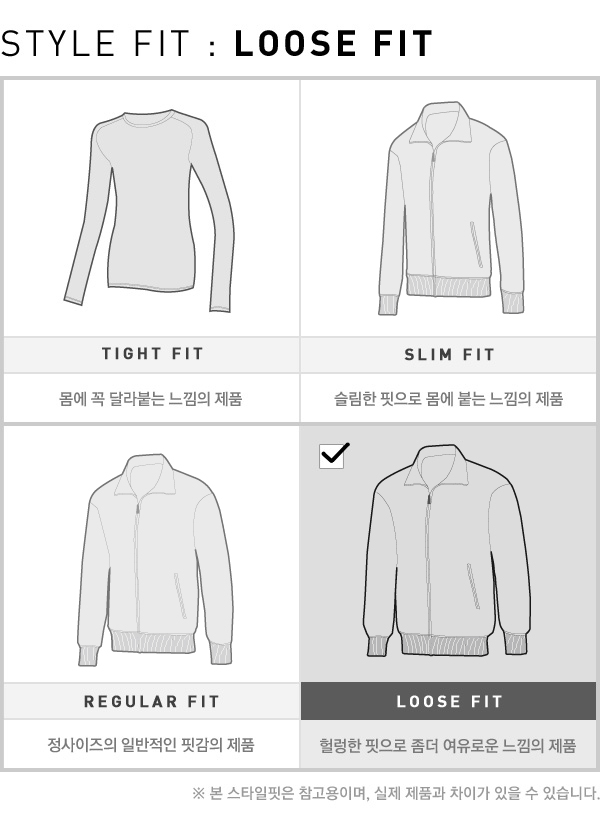 STYLE FIT : LOOSE FIT
TIGHT FIT
SLIM FIT
몸에 꼭 달라붙는 느낌의 제품
슬림한 핏으로 몸에 붙는 느낌의 제품
REGULAR FIT
LOOSE FIT
정사이즈의 일반적인 핏감의 제품
헐렁한 핏으로 좀더 여유로운 느낌의 제품
※ 본 스타일핏은 참고용이며, 실제 제품과 차이가 있을 수 있습니다.